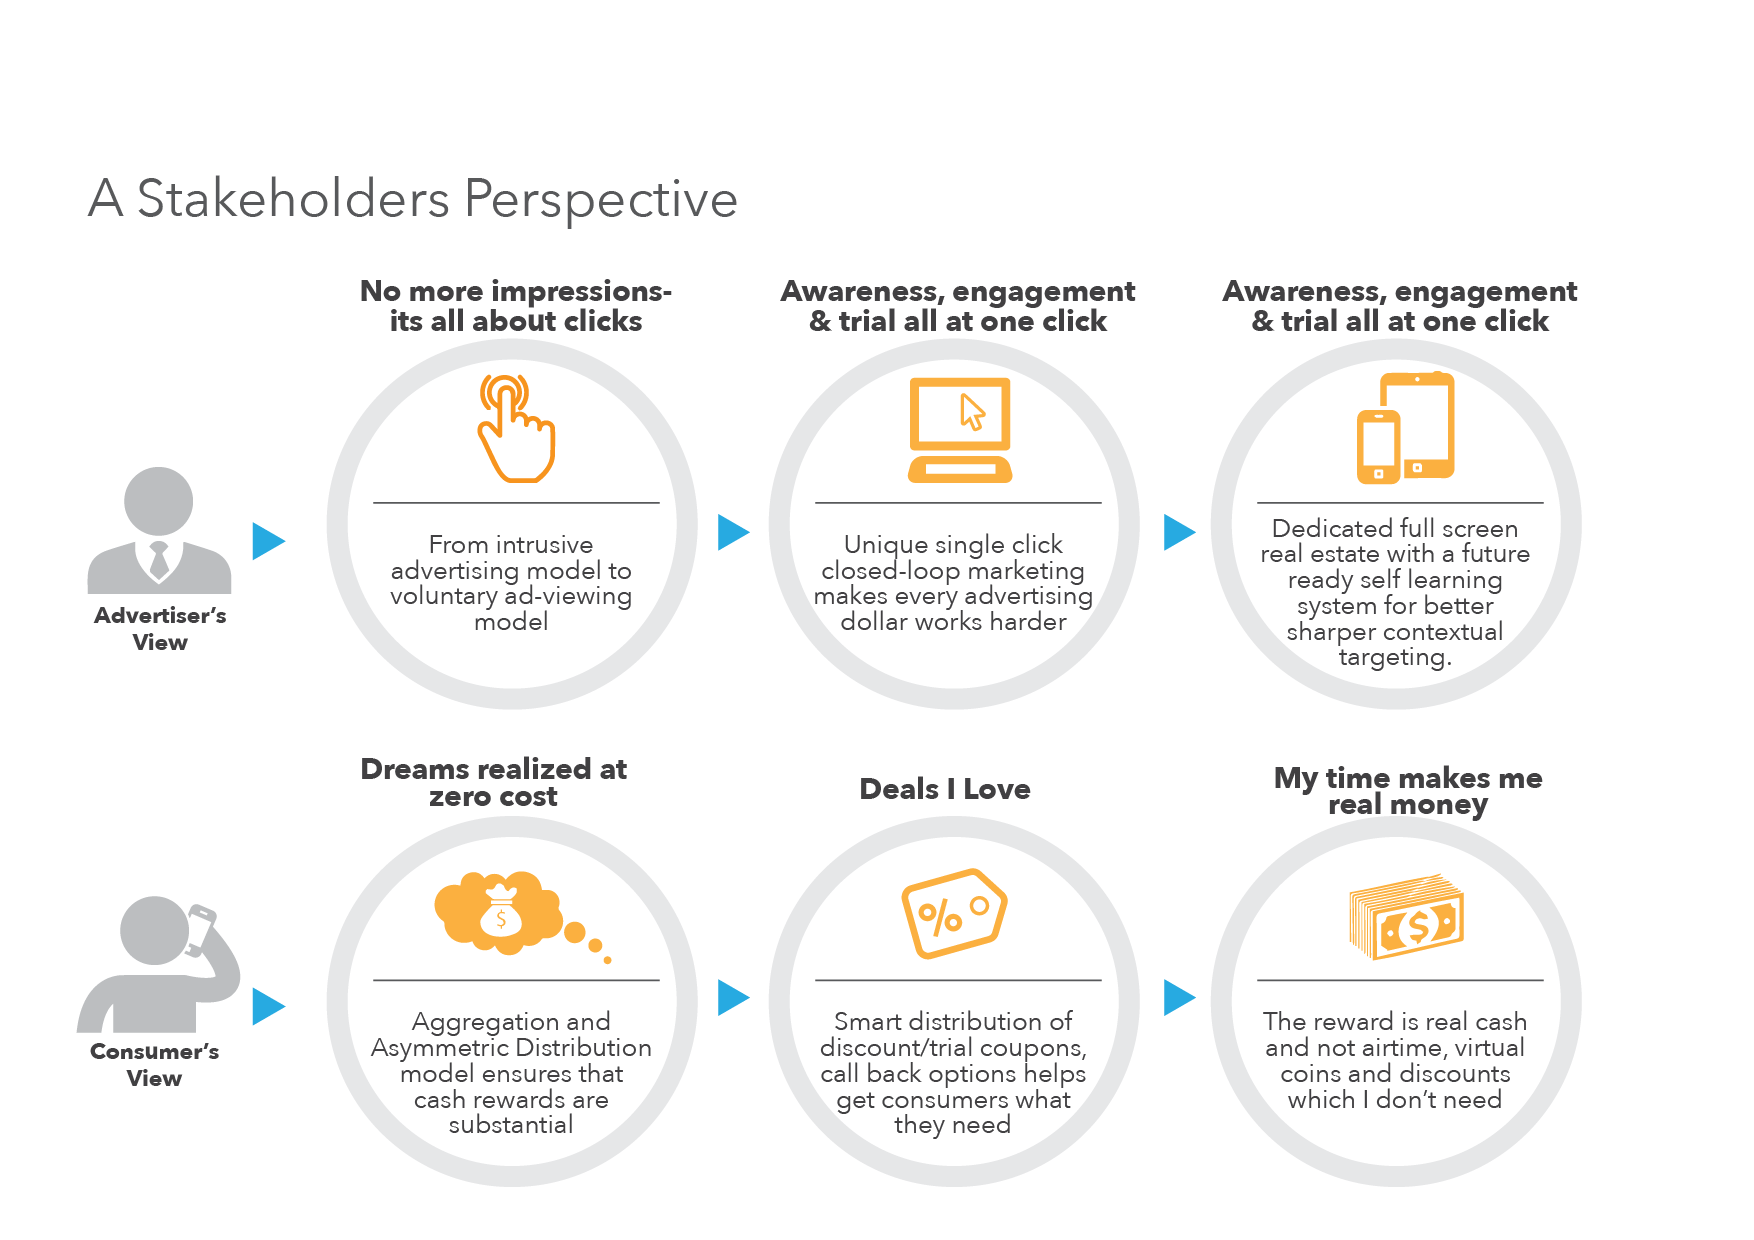 A Stakeholders Perspective
No more impressions-
its all about clicks
Awareness, engagement
& trial all at one click
Awareness, engagement
& trial all at one click
From intrusive
advertising model to
voluntary ad-viewing
model
Unique single click
closed-loop marketing
makes every advertising
dollar works harder
Dedicated full screen
real estate with a future
ready self learning
system for better
sharper contextual
targeting.
Advertiser’s
View
Dreams realized at
zero cost
Deals I Love
My time makes me
real money
$
%
$
Aggregation and
Asymmetric Distribution
model ensures that
cash rewards are
substantial
Smart distribution of
discount/trial coupons,
call back options helps
get consumers what
they need
The reward is real cash
and not airtime, virtual
coins and discounts
which I don’t need
Consumer’s
View